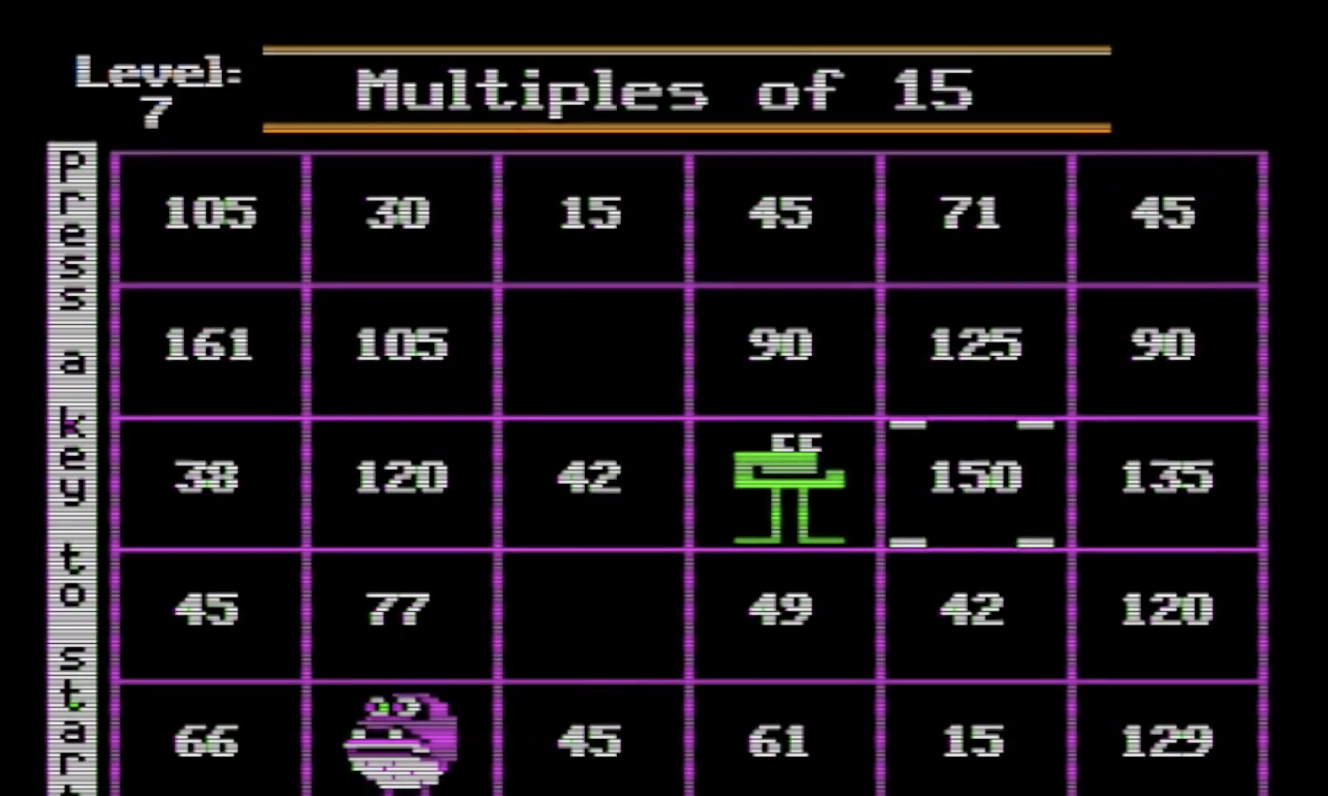 Level:
7
Multiples of 15
Press a key to star
105 30 15 45 71 45
161 105 90 125 90
38 120 42 150 135
45 77 49 42 120
66 45 61 15 129